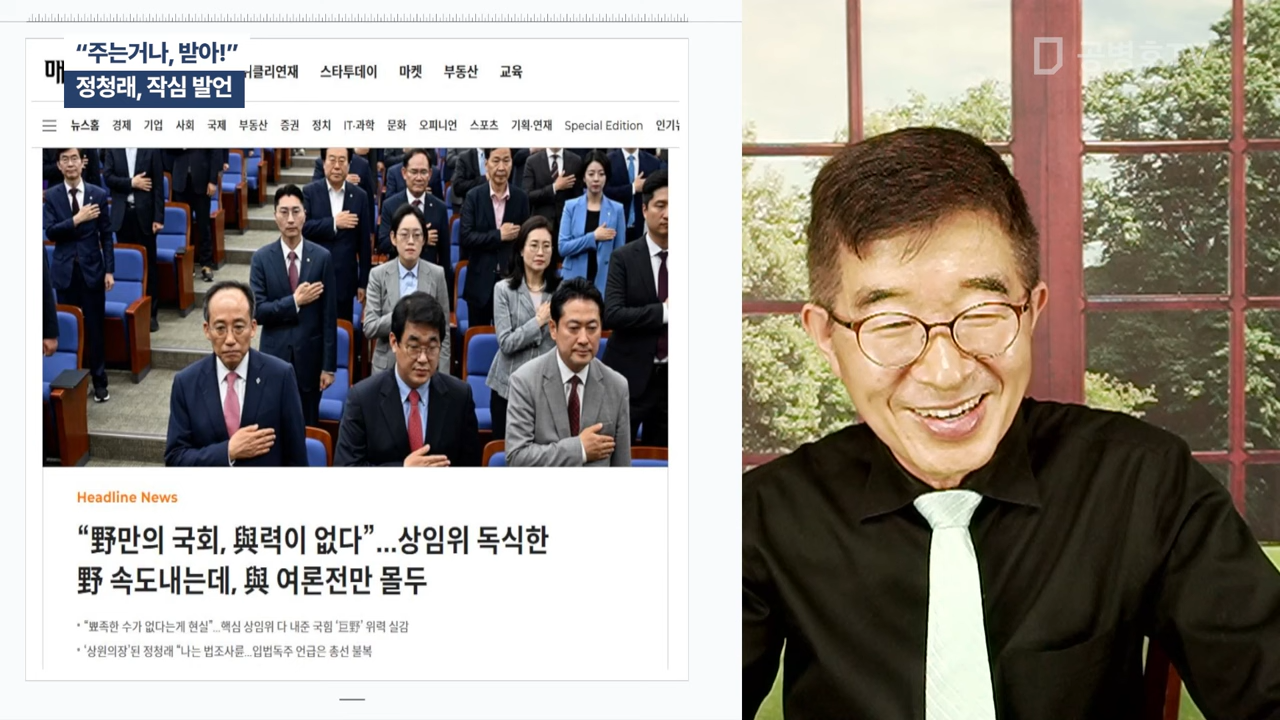 “주는거나, 받아!”
정청래, 작심 발언
매
스타투데이 마켓 부동산 교육
뉴스홈 경제 기업 사회 국제 부동산 증권 정치 IT·과학 문화 오피니언 스포츠 기획·연재 Special Edition
Headline News
“野만의 국회, 與력이 없다”...상임위 독식한
野 속도내는데, 與 여론전만 몰두
“뾰족한 수가 없다는게 현실”...핵심 상임위 다 내준 국힘 ‘巨野’ 위력 실감
‘상원의장’된 정청래 “나는 법조사륜...입법독주 언급은 총선 불복
공병호TV